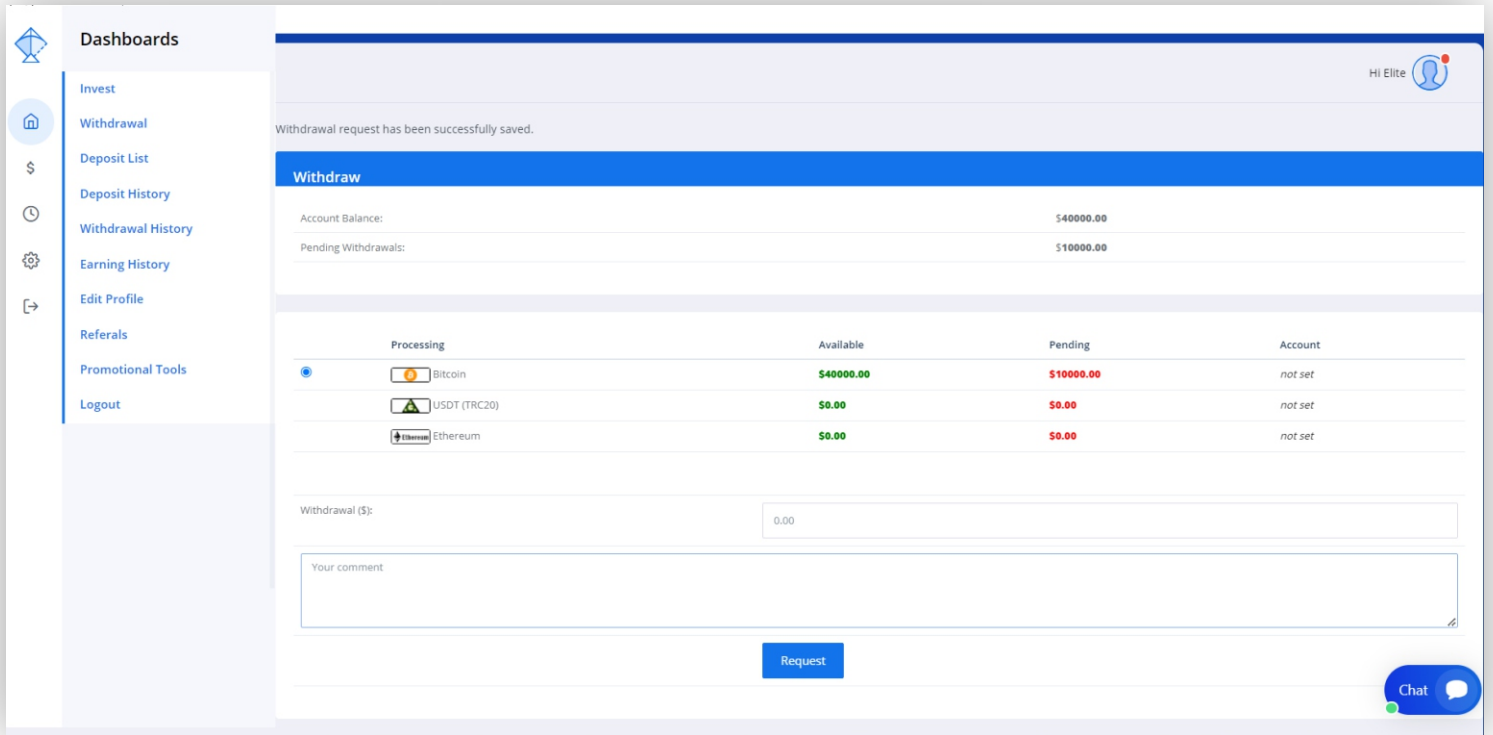 Dashboards
Invest
Withdrawal
Deposit List
Deposit History
Withdrawal History
Earning History
Edit Profile
Referals
Promotional Tools
Logout
Hi Elite
Withdrawal request has been successfully saved.
Withdraw
Account Balance: $40000.00
Pending Withdrawals: $10000.00
Processing Available Pending Account
Bitcoin $40000.00 $10000.00 not set
USDT (TRC20) $0.00 $0.00 not set
Ethereum Ethereum $0.00 $0.00 not set
Withdrawal ($): 0.00
Your comment
Request
Chat